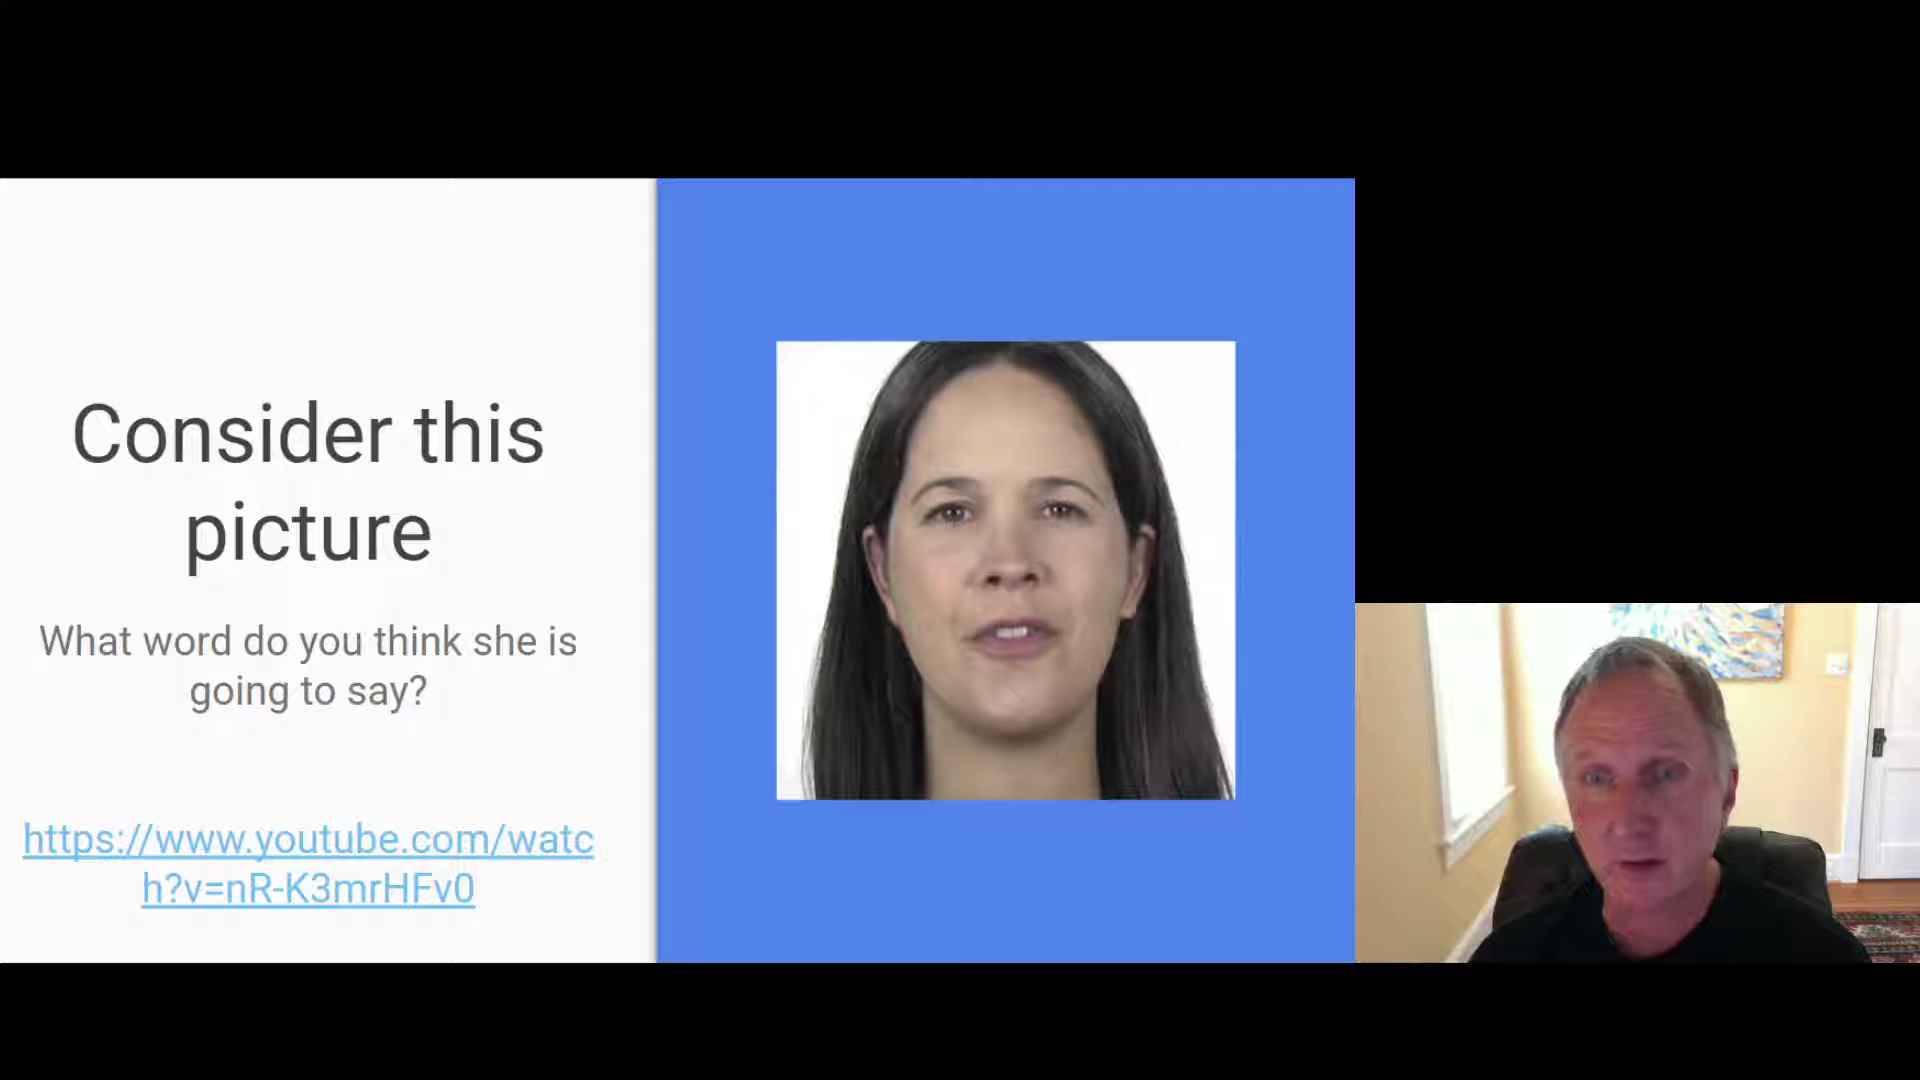 Consider this
picture
What word do you think she is
going to say?
https://www.youtube.com/watc
h?v=nR-K3mrHFv0